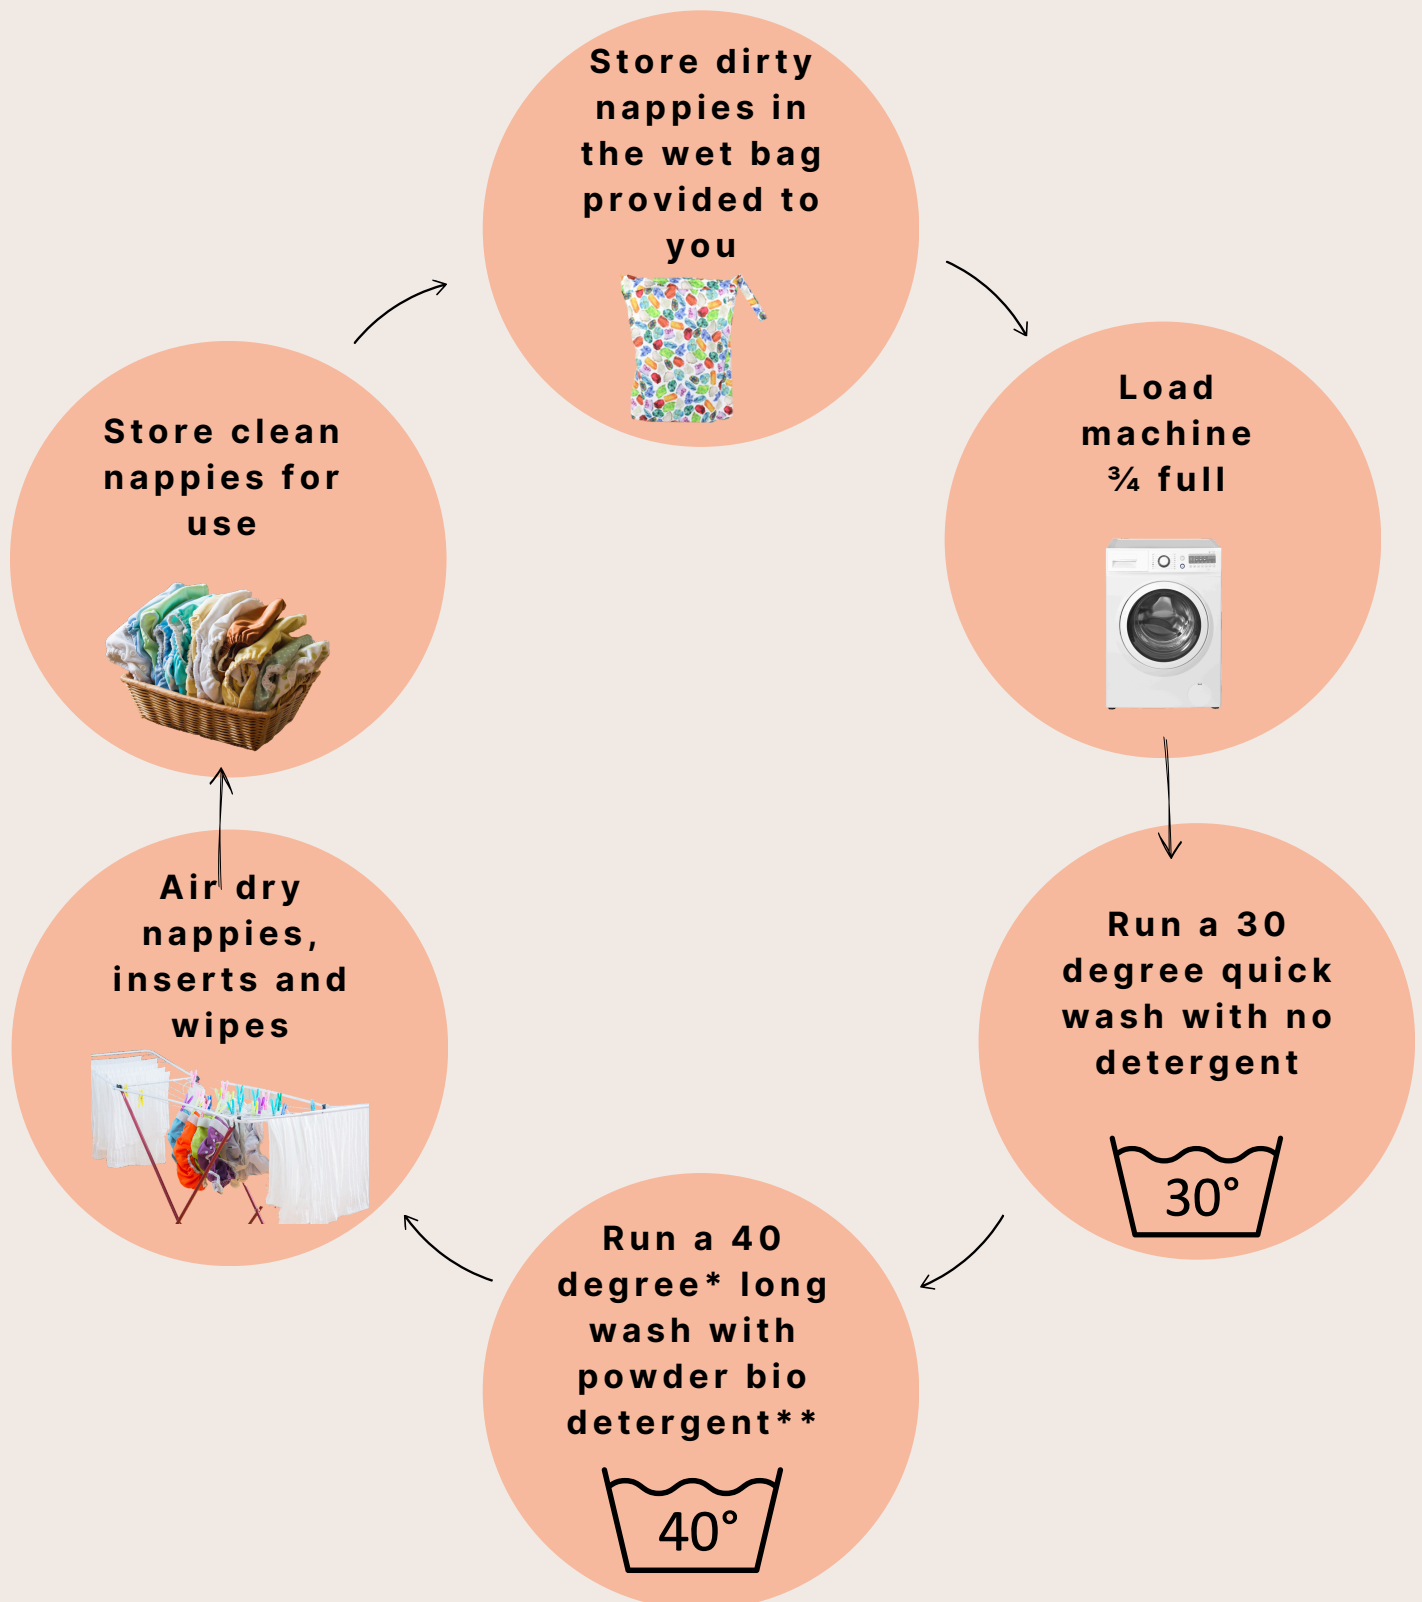 Store dirty
nappies in
the wet bag
provided to
you
Load
machine
¾ full
Run a 30
degree quick
wash with no
detergent
30°
Run a 40
degree* long
wash with
powder bio
detergent**
40°
Air dry
nappies,
inserts and
wipes
Store clean
nappies for
use